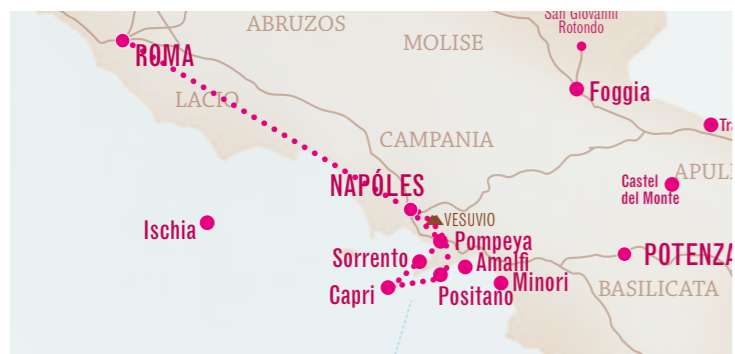 San Giovanni
Rotondo
ABRUZOS
MOLISE
ROMA
Foggia
LACIO
Tra
CAMPANIA
APULI
NAPÓLES
Castel
del Monte
VESUVIO
Ischia
Pompeya
POTENZA
Sorrento
Amalfi
Minori
BASILICATA
Capri
Positano